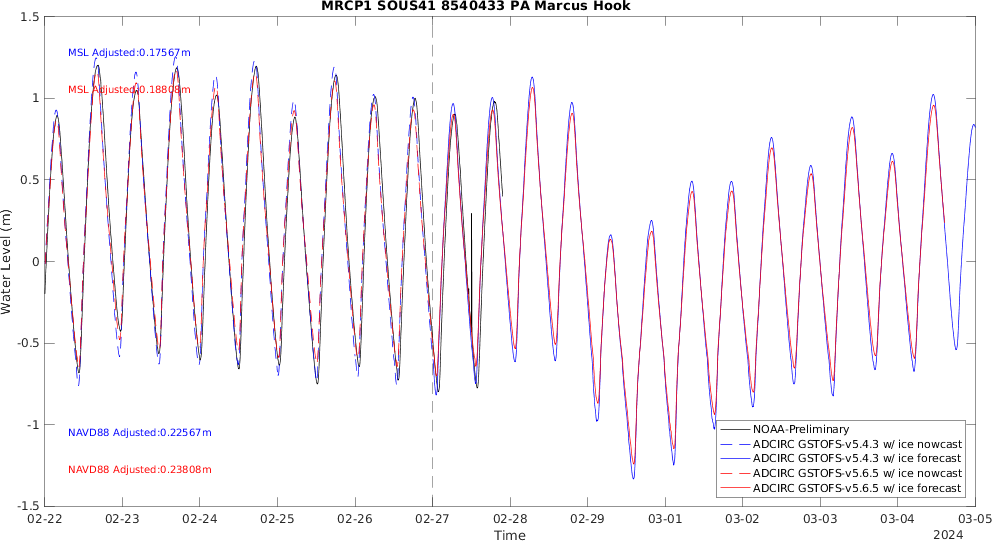 MRCP1 SOUS41 8540433 PA Marcus Hook
1.5
MSL Adjusted:0.17567m
MSL Adjusted:0.18808m
1
0.5
Water Level (m)
0
-0.5
-1
NAVD88 Adjusted:0.22567m
NAVD88 Adjusted:0.23808m
-1.5
NOAA-Preliminary
ADCIRC GSTOFS-v5.4.3 w/ ice nowcast
ADCIRC GSTOFS-v5.4.3 w/ ice forecast
ADCIRC GSTOFS-v5.6.5 w/ ice nowcast
ADCIRC GSTOFS-v5.6.5 w/ ice forecast
02-22 02-23 02-24 02-25 02-26 02-27 02-28 02-29 03-01 03-02 03-03 03-04 03-05
Time
2024